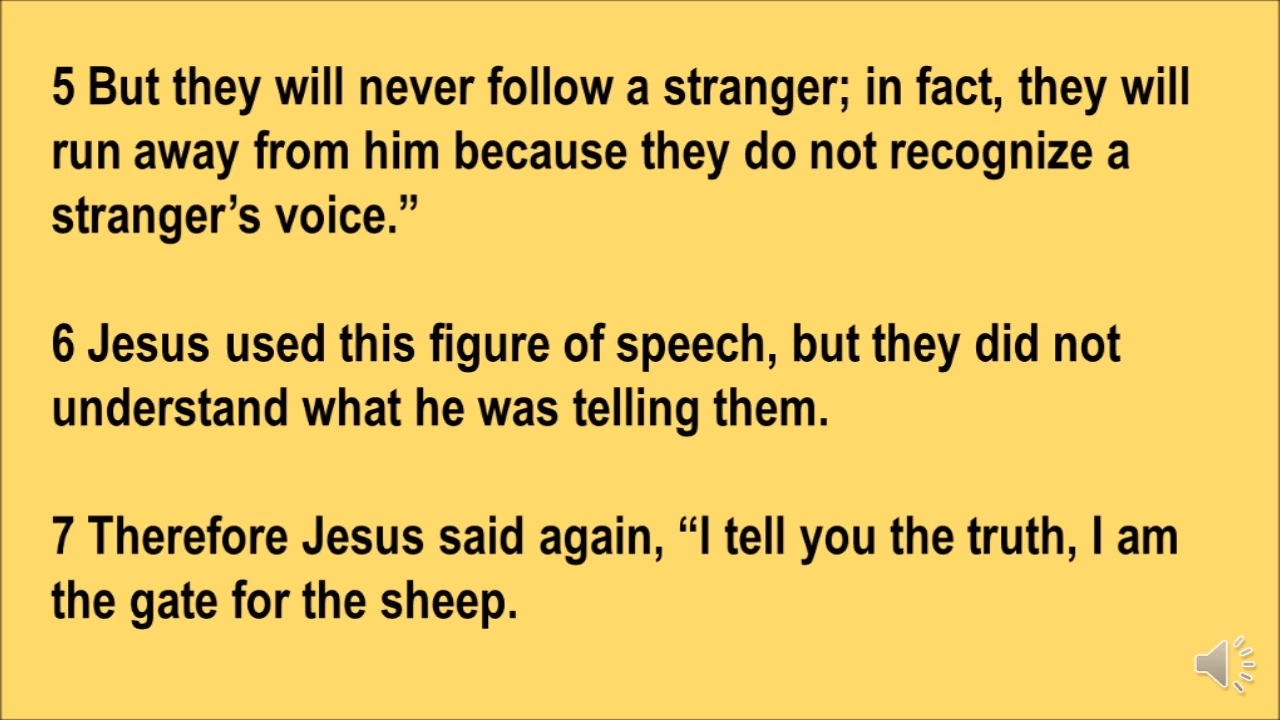 5 But they will never follow a stranger; in fact, they will
run away from him because they do not recognize a
stranger’s voice.”
6 Jesus used this figure of speech, but they did not
understand what he was telling them.
7 Therefore Jesus said again, “I tell you the truth, I am
the gate for the sheep.